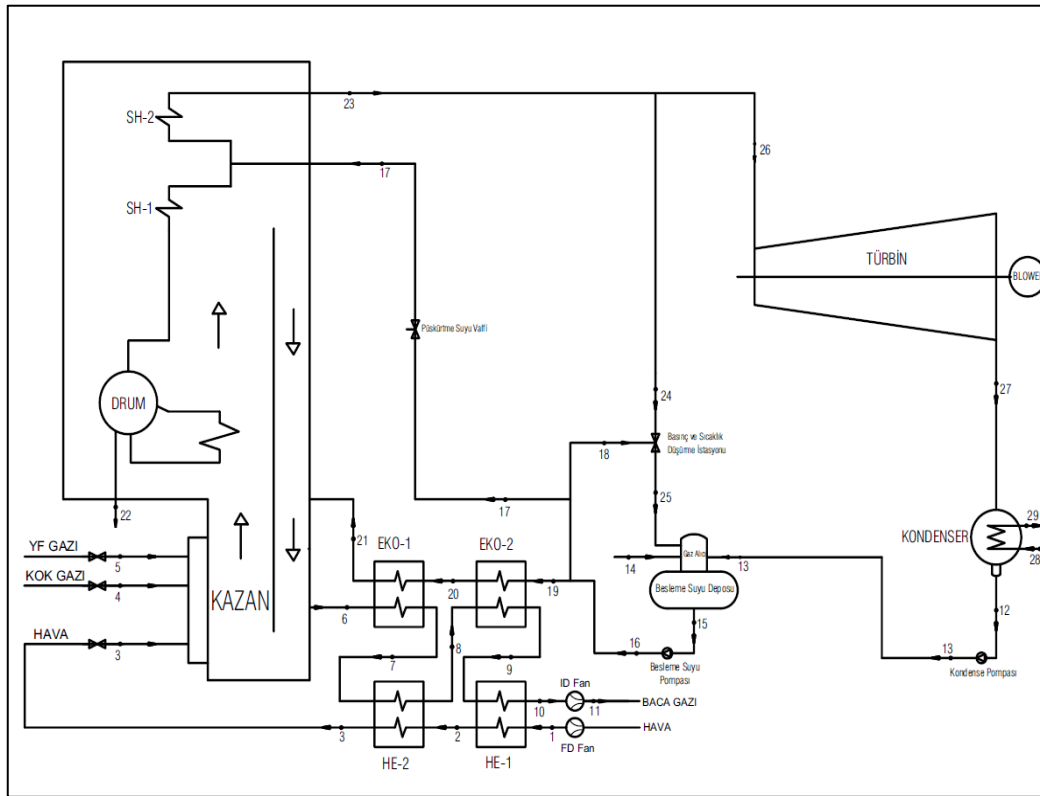 23
SH-2
26
17
SH-1
TÜRBİN
BLOWER
Püskürtme Suyu Valfi
DRUM
24
27
18
Basınç ve Sıcaklık
Düşürme İstasyonu
25
17
22
29
KONDENSER
28
YF GAZI
5
21
EKO-1
EKO-2
Gaz Alıcı
14
13
KOK GAZI
4
KAZAN
20
19
Besleme Suyu Deposu
6
12
HAVA
3
15
7
8
9
16
Besleme Suyu
Pompası
13
Kondense Pompası
ID Fan
10
11
BACA GAZI
3
2
1
HAVA
FD Fan
HE-2
HE-1